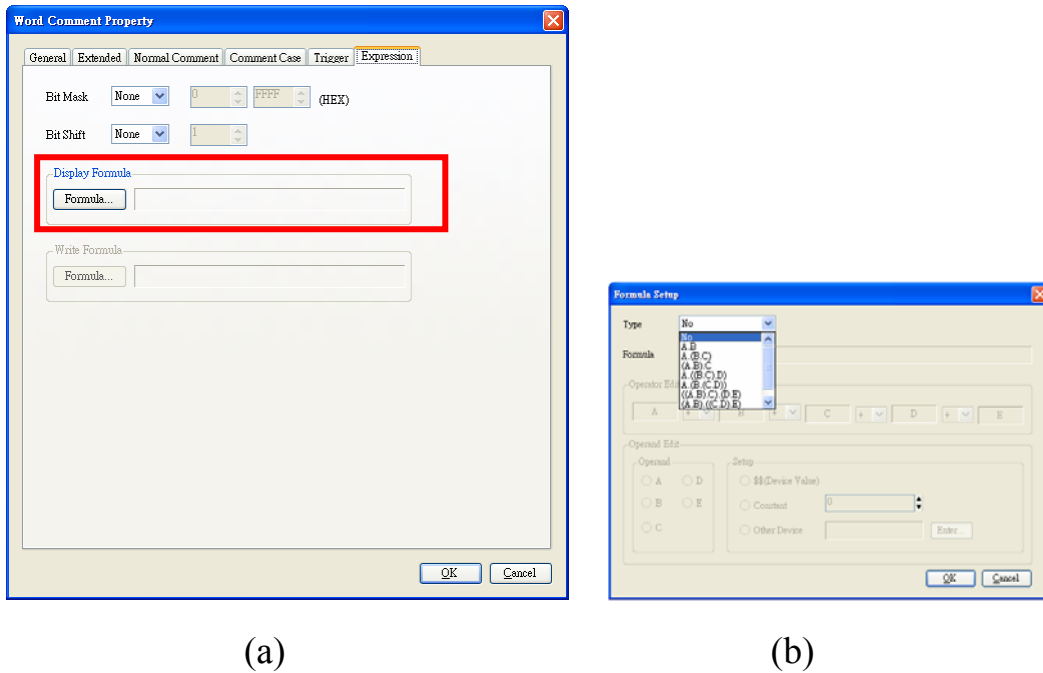 Word Comment Property
General Extended Normal Comment Comment Case Trigger Expression
Bit Mask None 0 FFFF (HEX)
Bit Shift None 1
Display Formula
Formula...
Write Formula
Formula...
OK Cancel
(a)
Formula Setup
Type No
No
A.B
A.(B.C)
(A.B).C
A.((B.C).D)
A.(B.(C.D))
((A.B).C).(D.E)
(A.B).((C.D).E)
Formula
Operator Edi
A + B + C + D + E
Operand Edit
Operand
A D
B E
C
Setup
$$(Device Value)
Constant 0
Other Device Enter...
OK Cancel
(b)